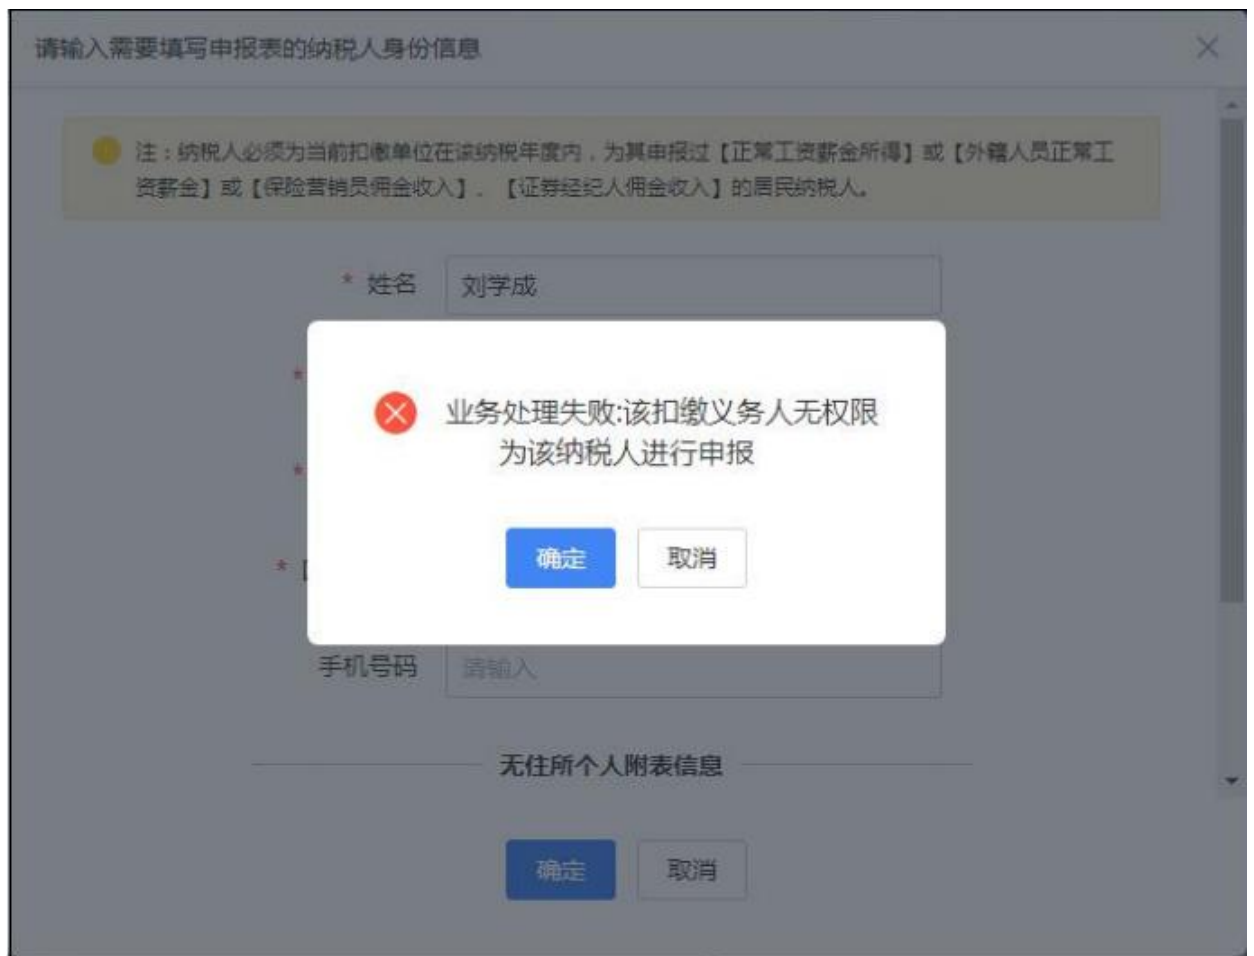 请输入需要填写申报表的纳税人身份信息
注：纳税人必须为当前扣缴单位在该纳税年度内，为其申报过【正常工资薪金所得】或【外籍人员正常工
资薪金】或【保险营销员佣金收入】、【证券经纪人佣金收入】的居民纳税人。
* 姓名 刘学成
*
业务处理失败:该扣缴义务人无权限
为该纳税人进行申报
*
确定 取消
*
手机号码 请输入
无住所个人附表信息
确定 取消